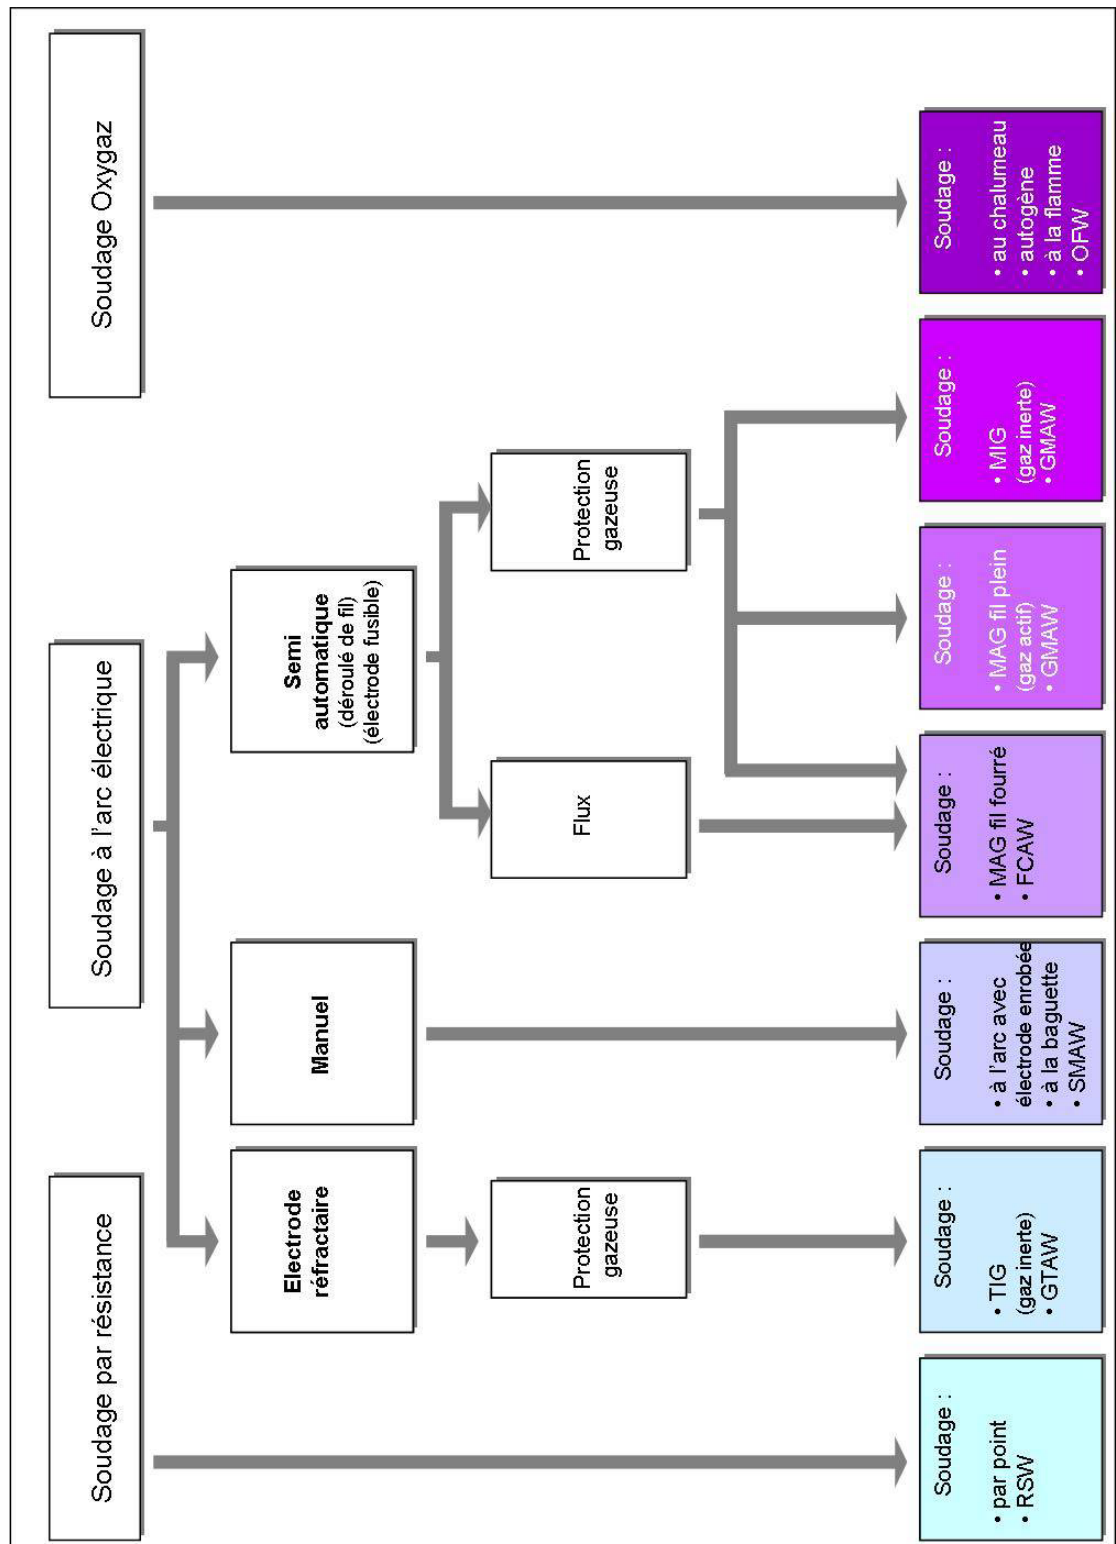 Soudage par résistance
Soudage à l'arc électrique
Soudage Oxygaz
Electrode
réfractaire
Manuel
Semi
automatique
(déroulé de fil)
(électrode fusible)
Protection
gazeuse
Flux
Protection
gazeuse
Soudage :
• par point
• RSW
Soudage :
• TIG
(gaz inerte)
• GTAW
Soudage :
• à l'arc avec
électrode enrobée
• à la baguette
• SMAW
Soudage :
• MAG fil fourré
• FCAW
Soudage :
• MAG fil plein
(gaz actif)
• GMAW
Soudage :
• MIG
(gaz inerte)
• GMAW
Soudage :
• au chalumeau
• autogène
• à la flamme
• OFW